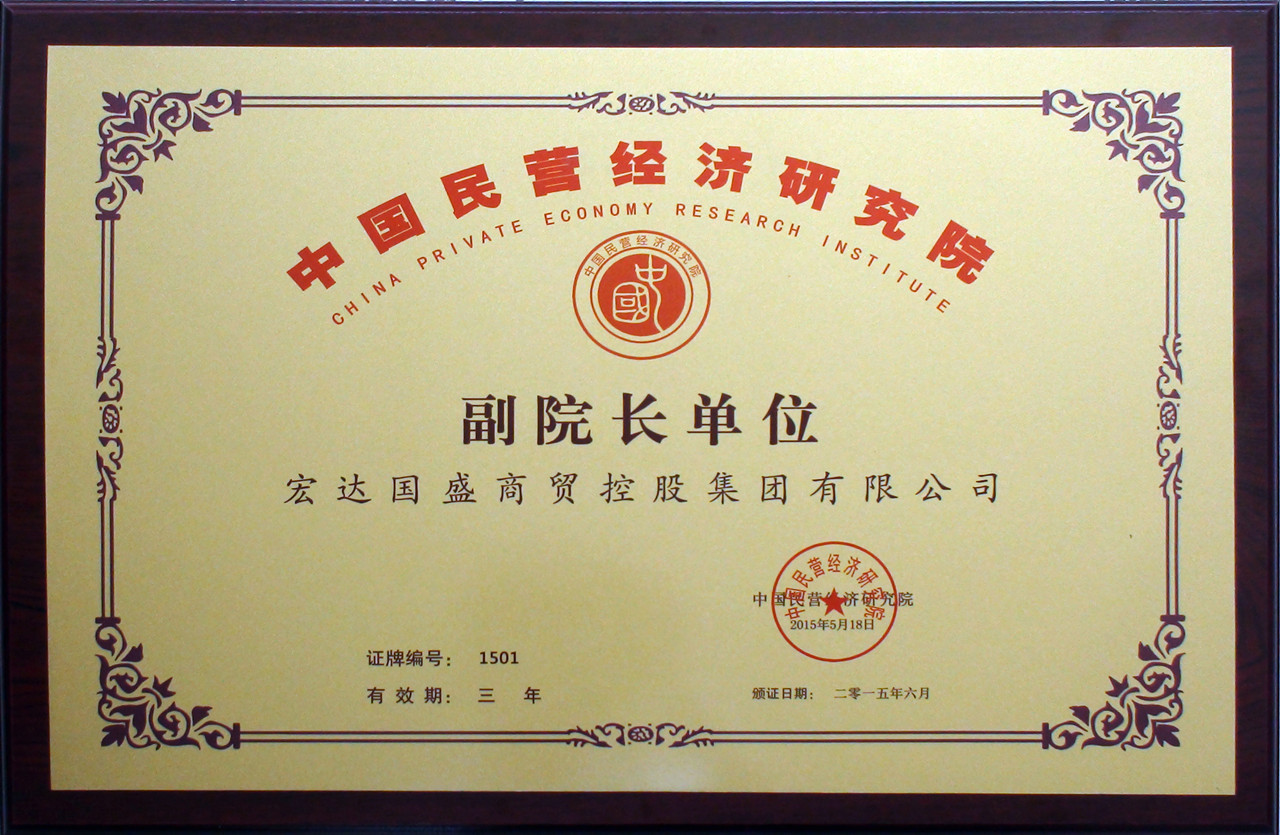 中国民营经济研究院
CHINA PRIVATE ECONOMY RESEARCH INSTITUTE
中国民营经济研究院
中國
副院长单位
宏达国盛商贸控股集团有限公司
中国民营经济研究院
中国民营经济研究院
2015年5月18日
证牌编号： 1501
有效期： 三 年
颁证日期： 二零一五年六月